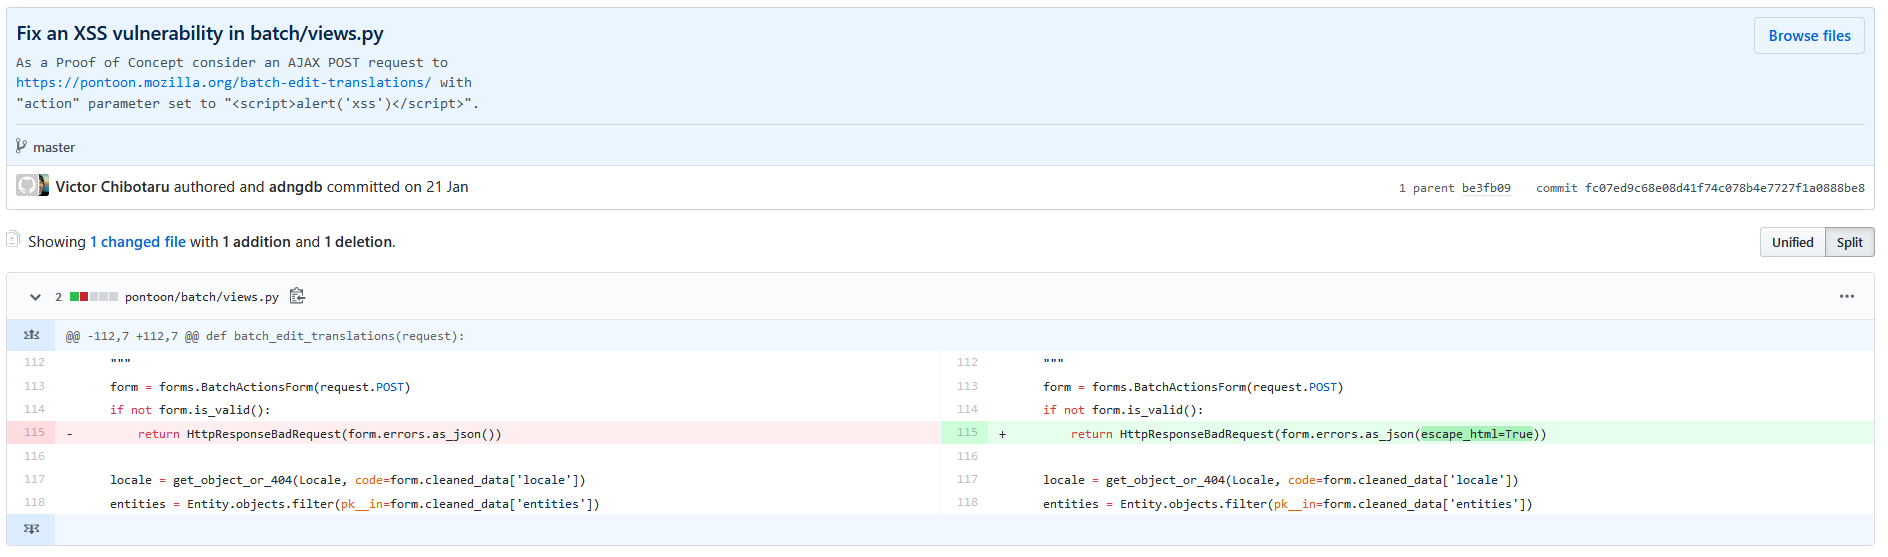 Fix an XSS vulnerability in batch/views.py
Browse files
As a Proof of Concept consider an AJAX POST request to
https://pontoon.mozilla.org/batch-edit-translations/ with
"action" parameter set to "<script>alert('xss')</script>".
master
Victor Chibotaru authored and adngdb committed on 21 Jan
1 parent be3fb09 commit fc07ed9c68e08d41f74c078b4e7727f1a0888be8
Showing 1 changed file with 1 addition and 1 deletion.
Unified Split
2 pontoon/batch/views.py
@@ -112,7 +112,7 @@ def batch_edit_translations(request):
112 """ 112 """
113 form = forms.BatchActionsForm(request.POST) 113 form = forms.BatchActionsForm(request.POST)
114 if not form.is_valid(): 114 if not form.is_valid():
115 - return HttpResponseBadRequest(form.errors.as_json()) 115 + return HttpResponseBadRequest(form.errors.as_json(escape_html=True))
116 116
117 locale = get_object_or_404(Locale, code=form.cleaned_data['locale']) 117 locale = get_object_or_404(Locale, code=form.cleaned_data['locale'])
118 entities = Entity.objects.filter(pk__in=form.cleaned_data['entities']) 118 entities = Entity.objects.filter(pk__in=form.cleaned_data['entities'])